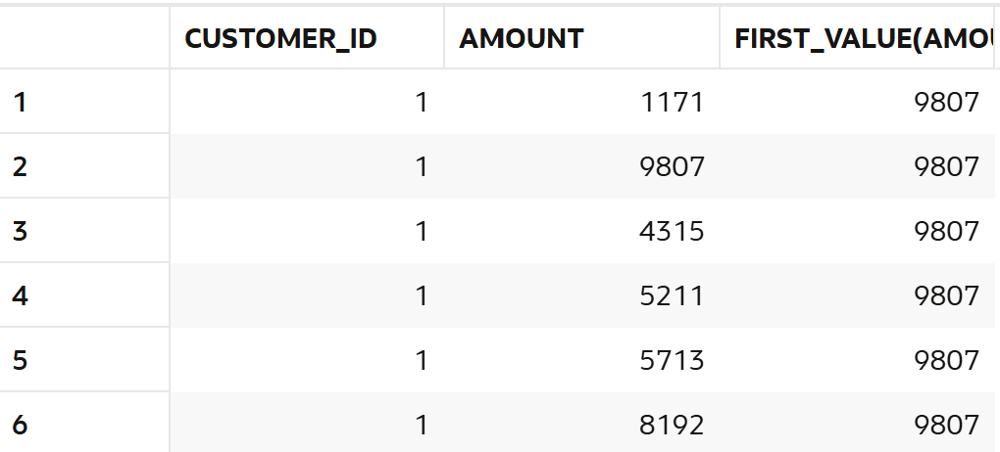 CUSTOMER_ID AMOUNT FIRST_VALUE(AMOU
1 1 1171 9807
2 1 9807 9807
3 1 4315 9807
4 1 5211 9807
5 1 5713 9807
6 1 8192 9807